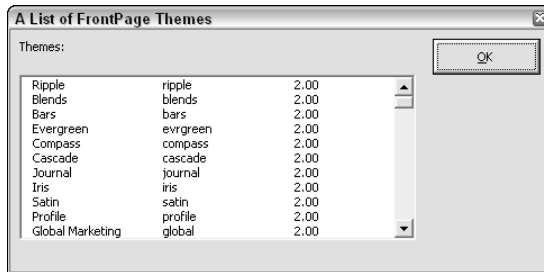 A List of FrontPage Themes
Themes:
OK
Ripple ripple 2.00
Blends blends 2.00
Bars bars 2.00
Evergreen evrgreen 2.00
Compass compass 2.00
Cascade cascade 2.00
Journal journal 2.00
Iris iris 2.00
Satin satin 2.00
Profile profile 2.00
Global Marketing global 2.00